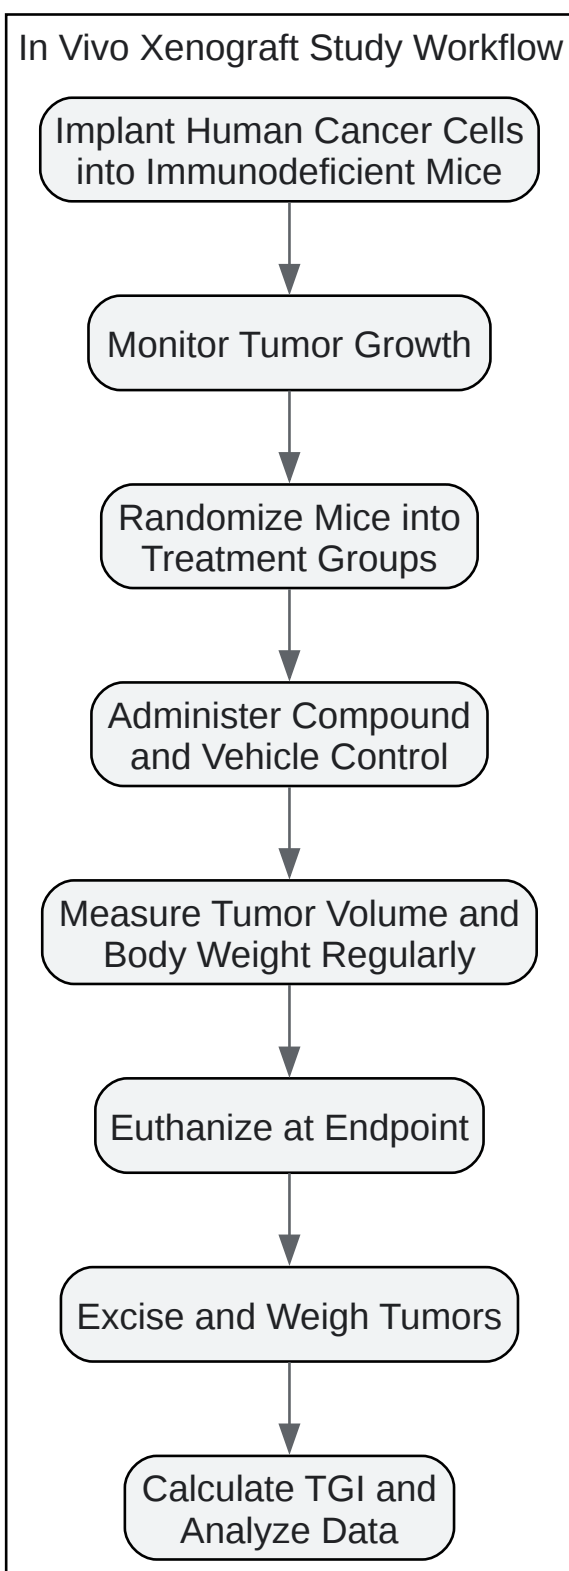 In Vivo Xenograft Study Workflow
Implant Human Cancer Cells
into Immunodeficient Mice
Monitor Tumor Growth
Randomize Mice into
Treatment Groups
Administer Compound
and Vehicle Control
Measure Tumor Volume and
Body Weight Regularly
Euthanize at Endpoint
Excise and Weigh Tumors
Calculate TGI and
Analyze Data